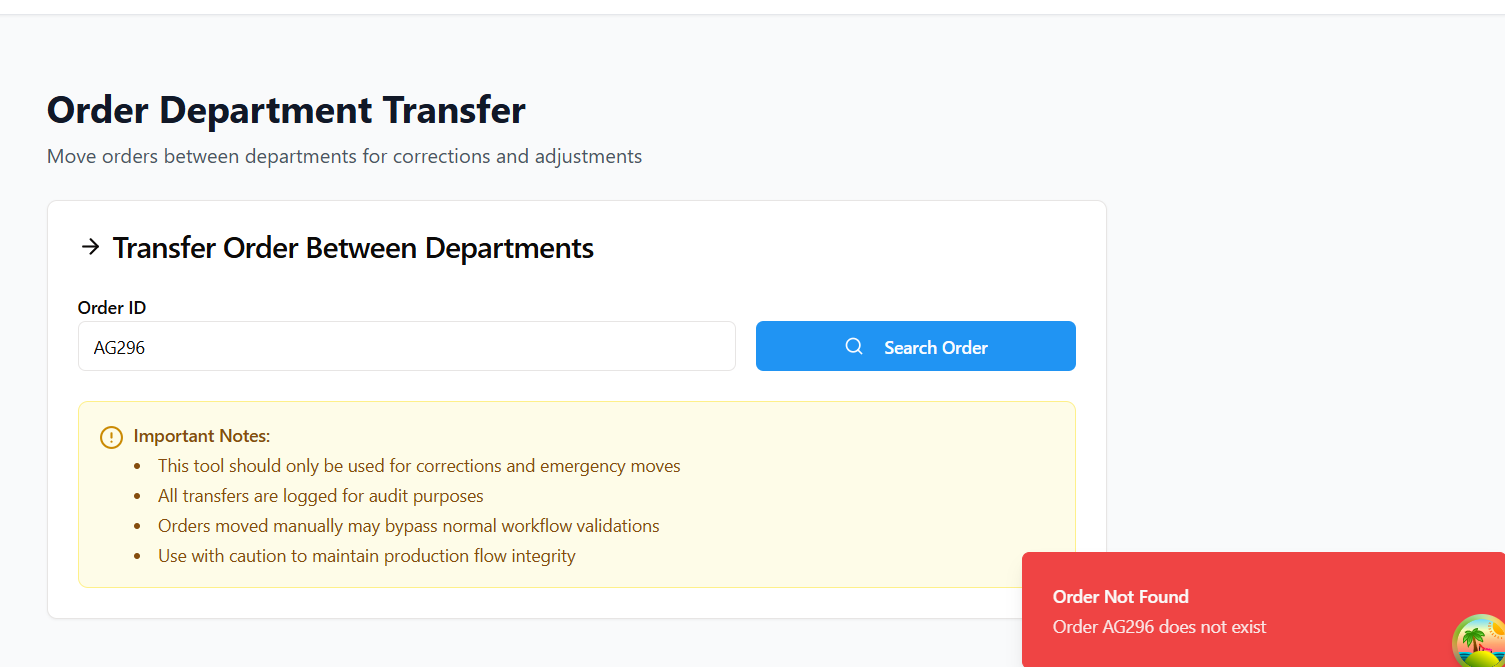 Order Department Transfer
Move orders between departments for corrections and adjustments
Transfer Order Between Departments
Order ID
AG296
Search Order
Important Notes:
This tool should only be used for corrections and emergency moves
All transfers are logged for audit purposes
Orders moved manually may bypass normal workflow validations
Use with caution to maintain production flow integrity
Order Not Found
Order AG296 does not exist